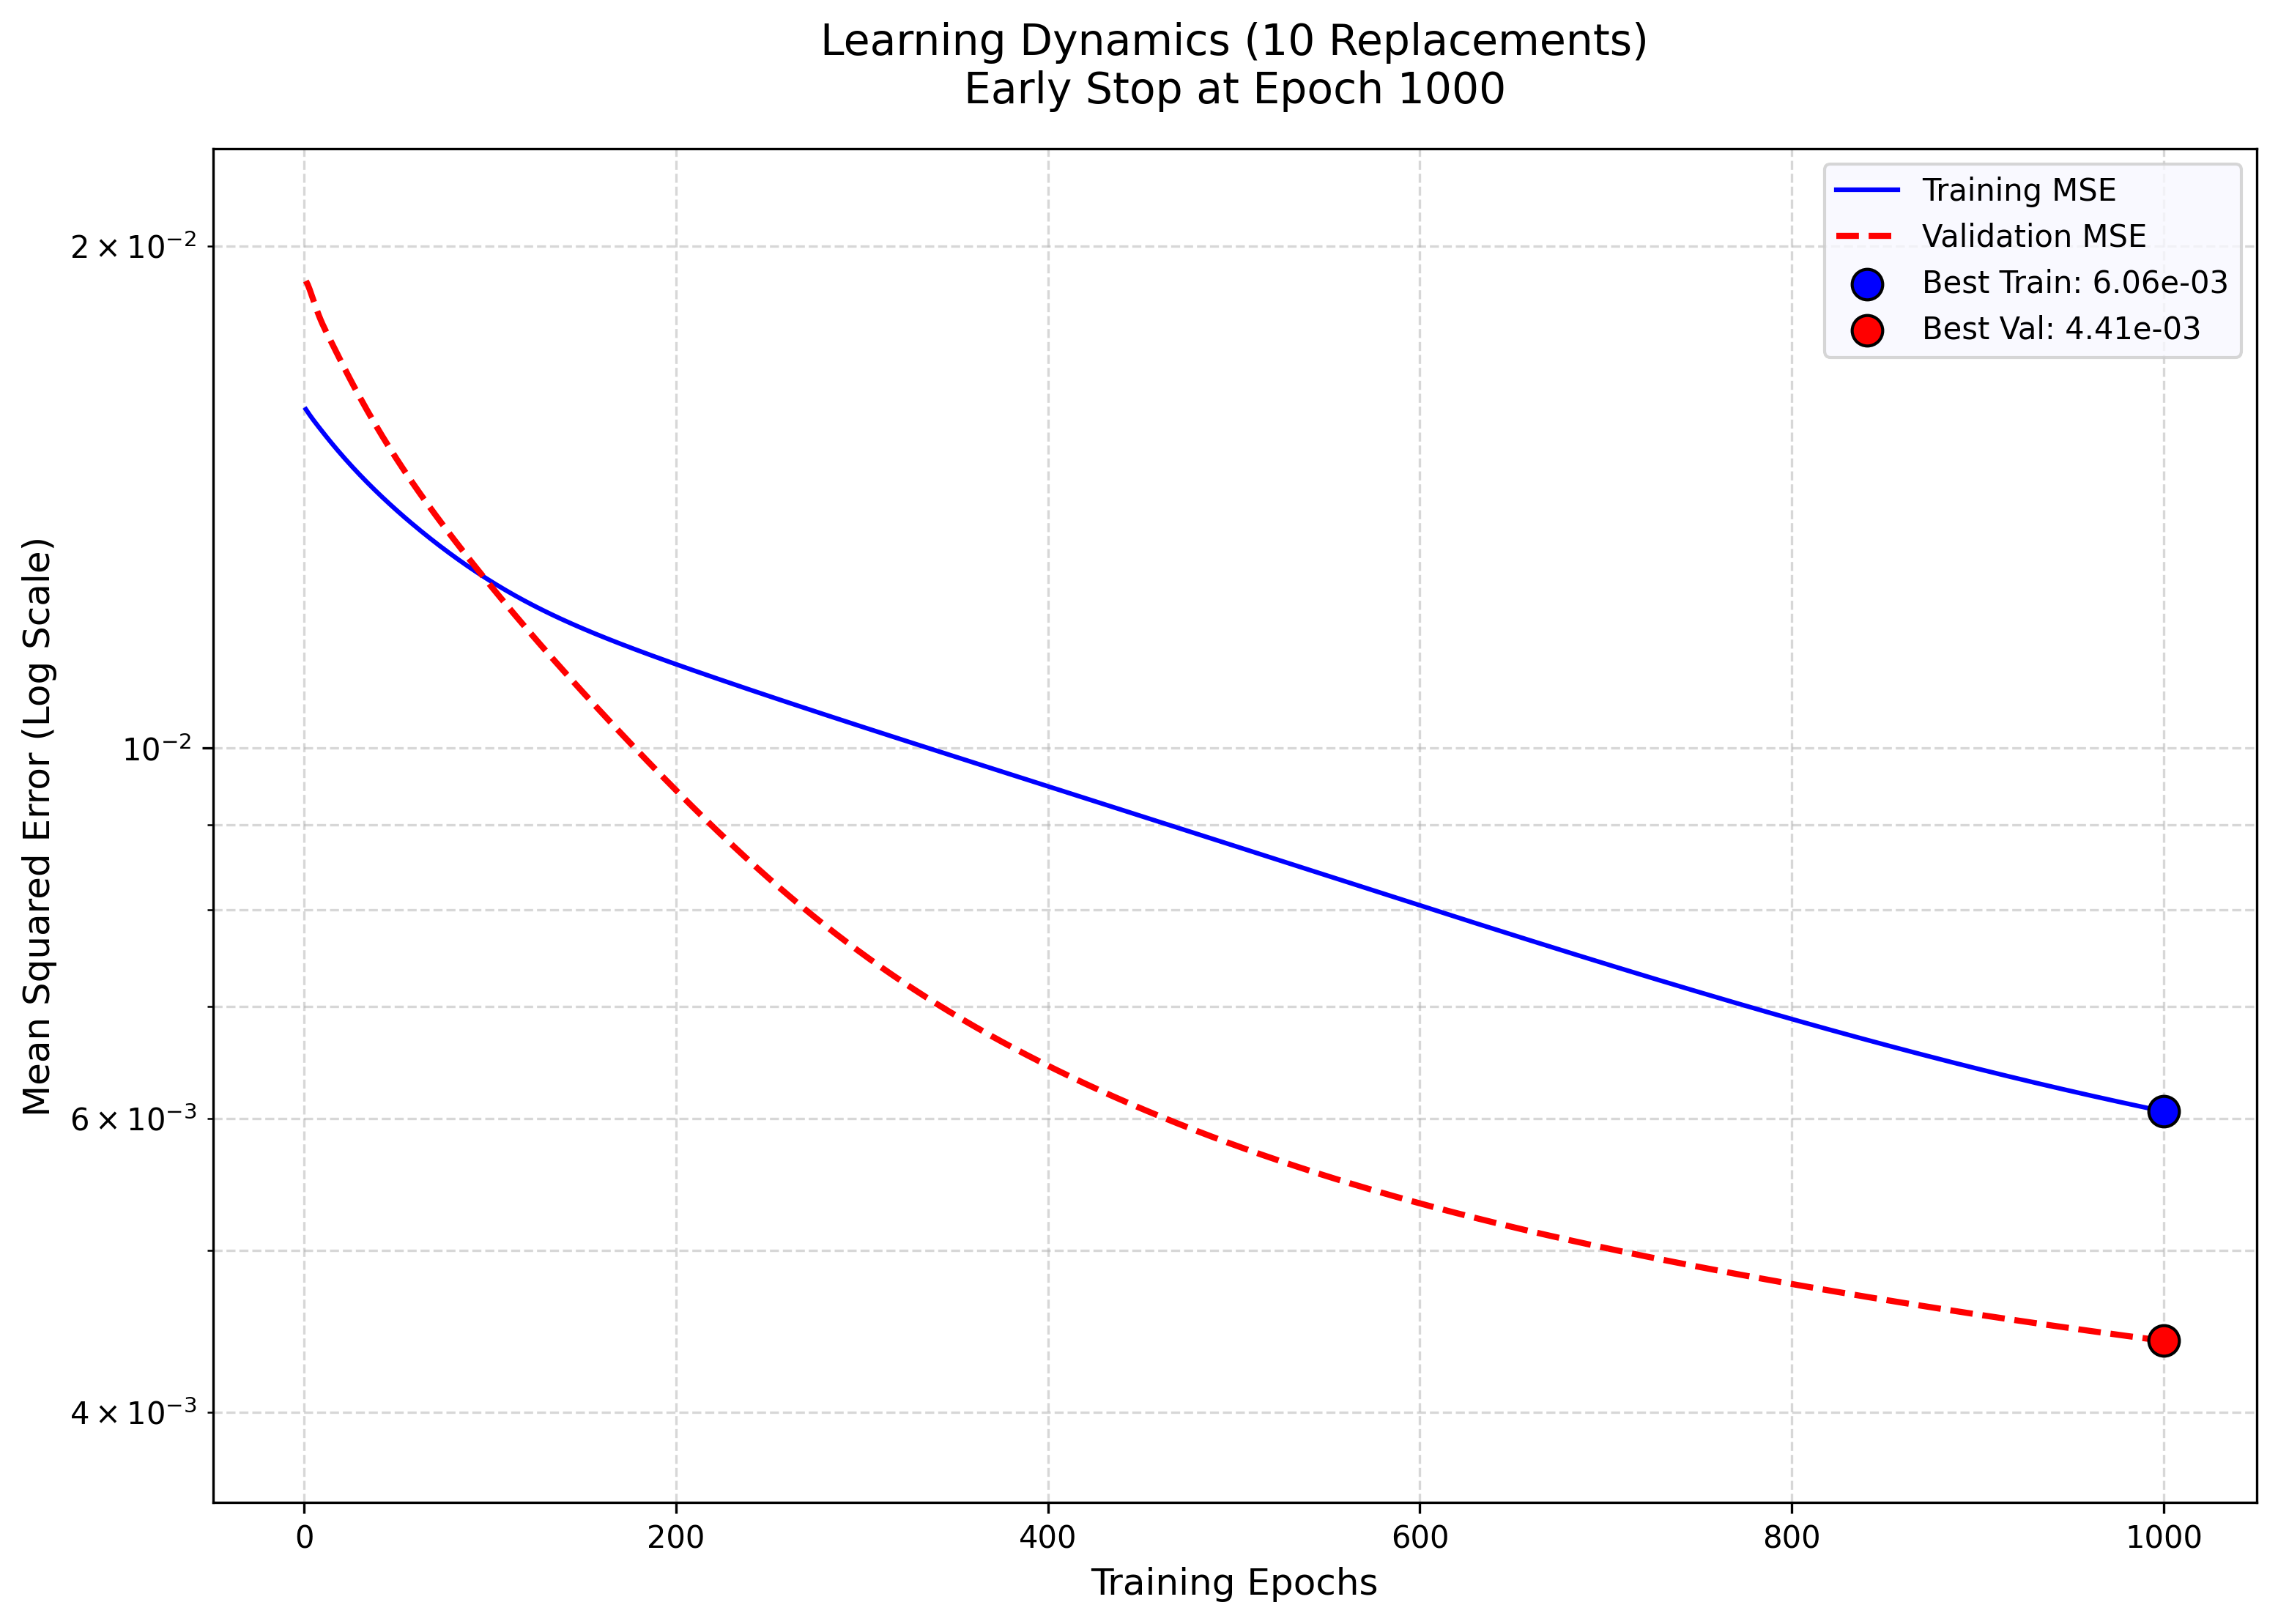 Learning Dynamics (10 Replacements)
Early Stop at Epoch 1000
Training MSE
Validation MSE
Best Train: 6.06e-03
Best Val: 4.41e-03
Mean Squared Error (Log Scale)
2 × 10⁻²
10⁻²
6 × 10⁻³
4 × 10⁻³
0 200 400 600 800 1000
Training Epochs